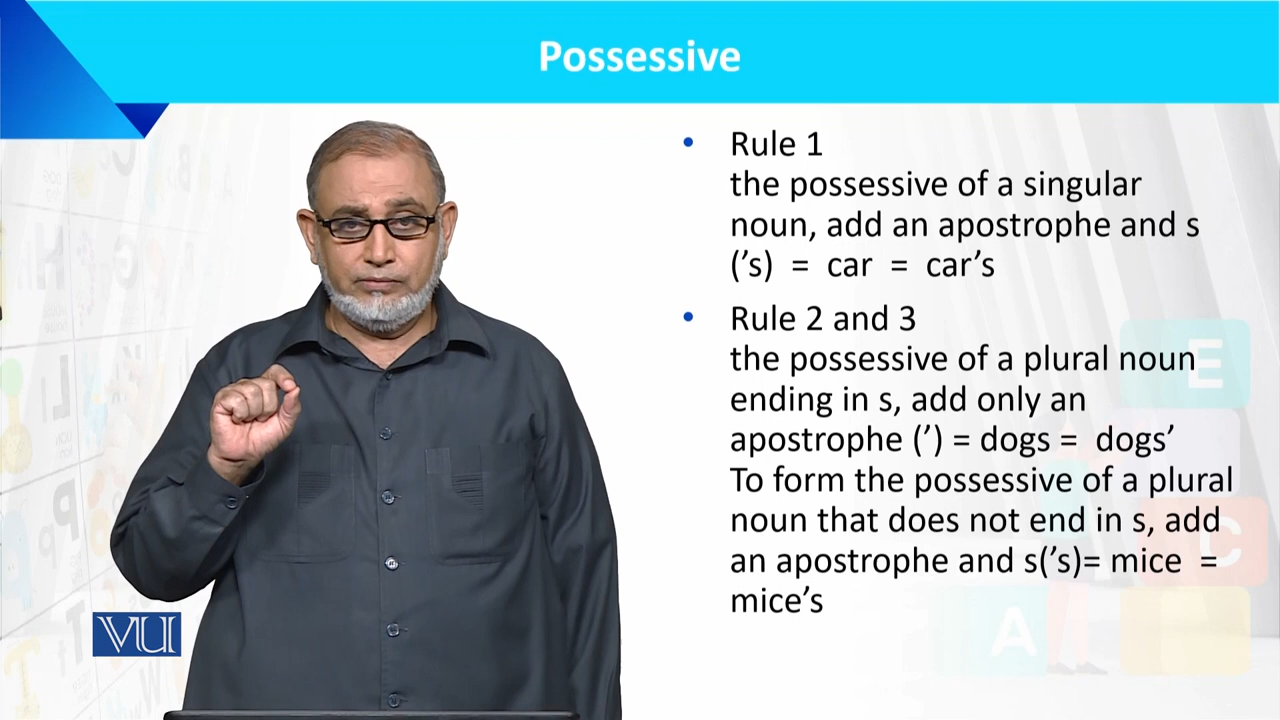 Possessive
• Rule 1
the possessive of a singular
noun, add an apostrophe and s
(’s) = car = car’s
• Rule 2 and 3
the possessive of a plural noun
ending in s, add only an
apostrophe (’) = dogs = dogs’
To form the possessive of a plural
noun that does not end in s, add
an apostrophe and s(’s)= mice =
mice’s
VU
E
C
A